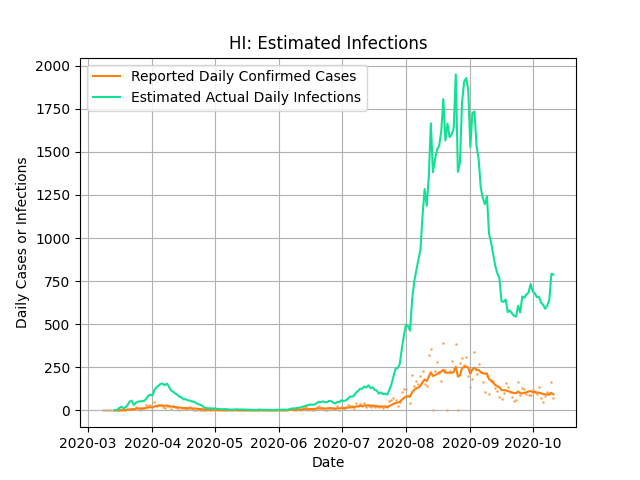 HI: Estimated Infections
Reported Daily Confirmed Cases
Estimated Actual Daily Infections
Daily Cases or Infections
2000
1750
1500
1250
1000
750
500
250
0
2020-03 2020-04 2020-05 2020-06 2020-07 2020-08 2020-09 2020-10
Date